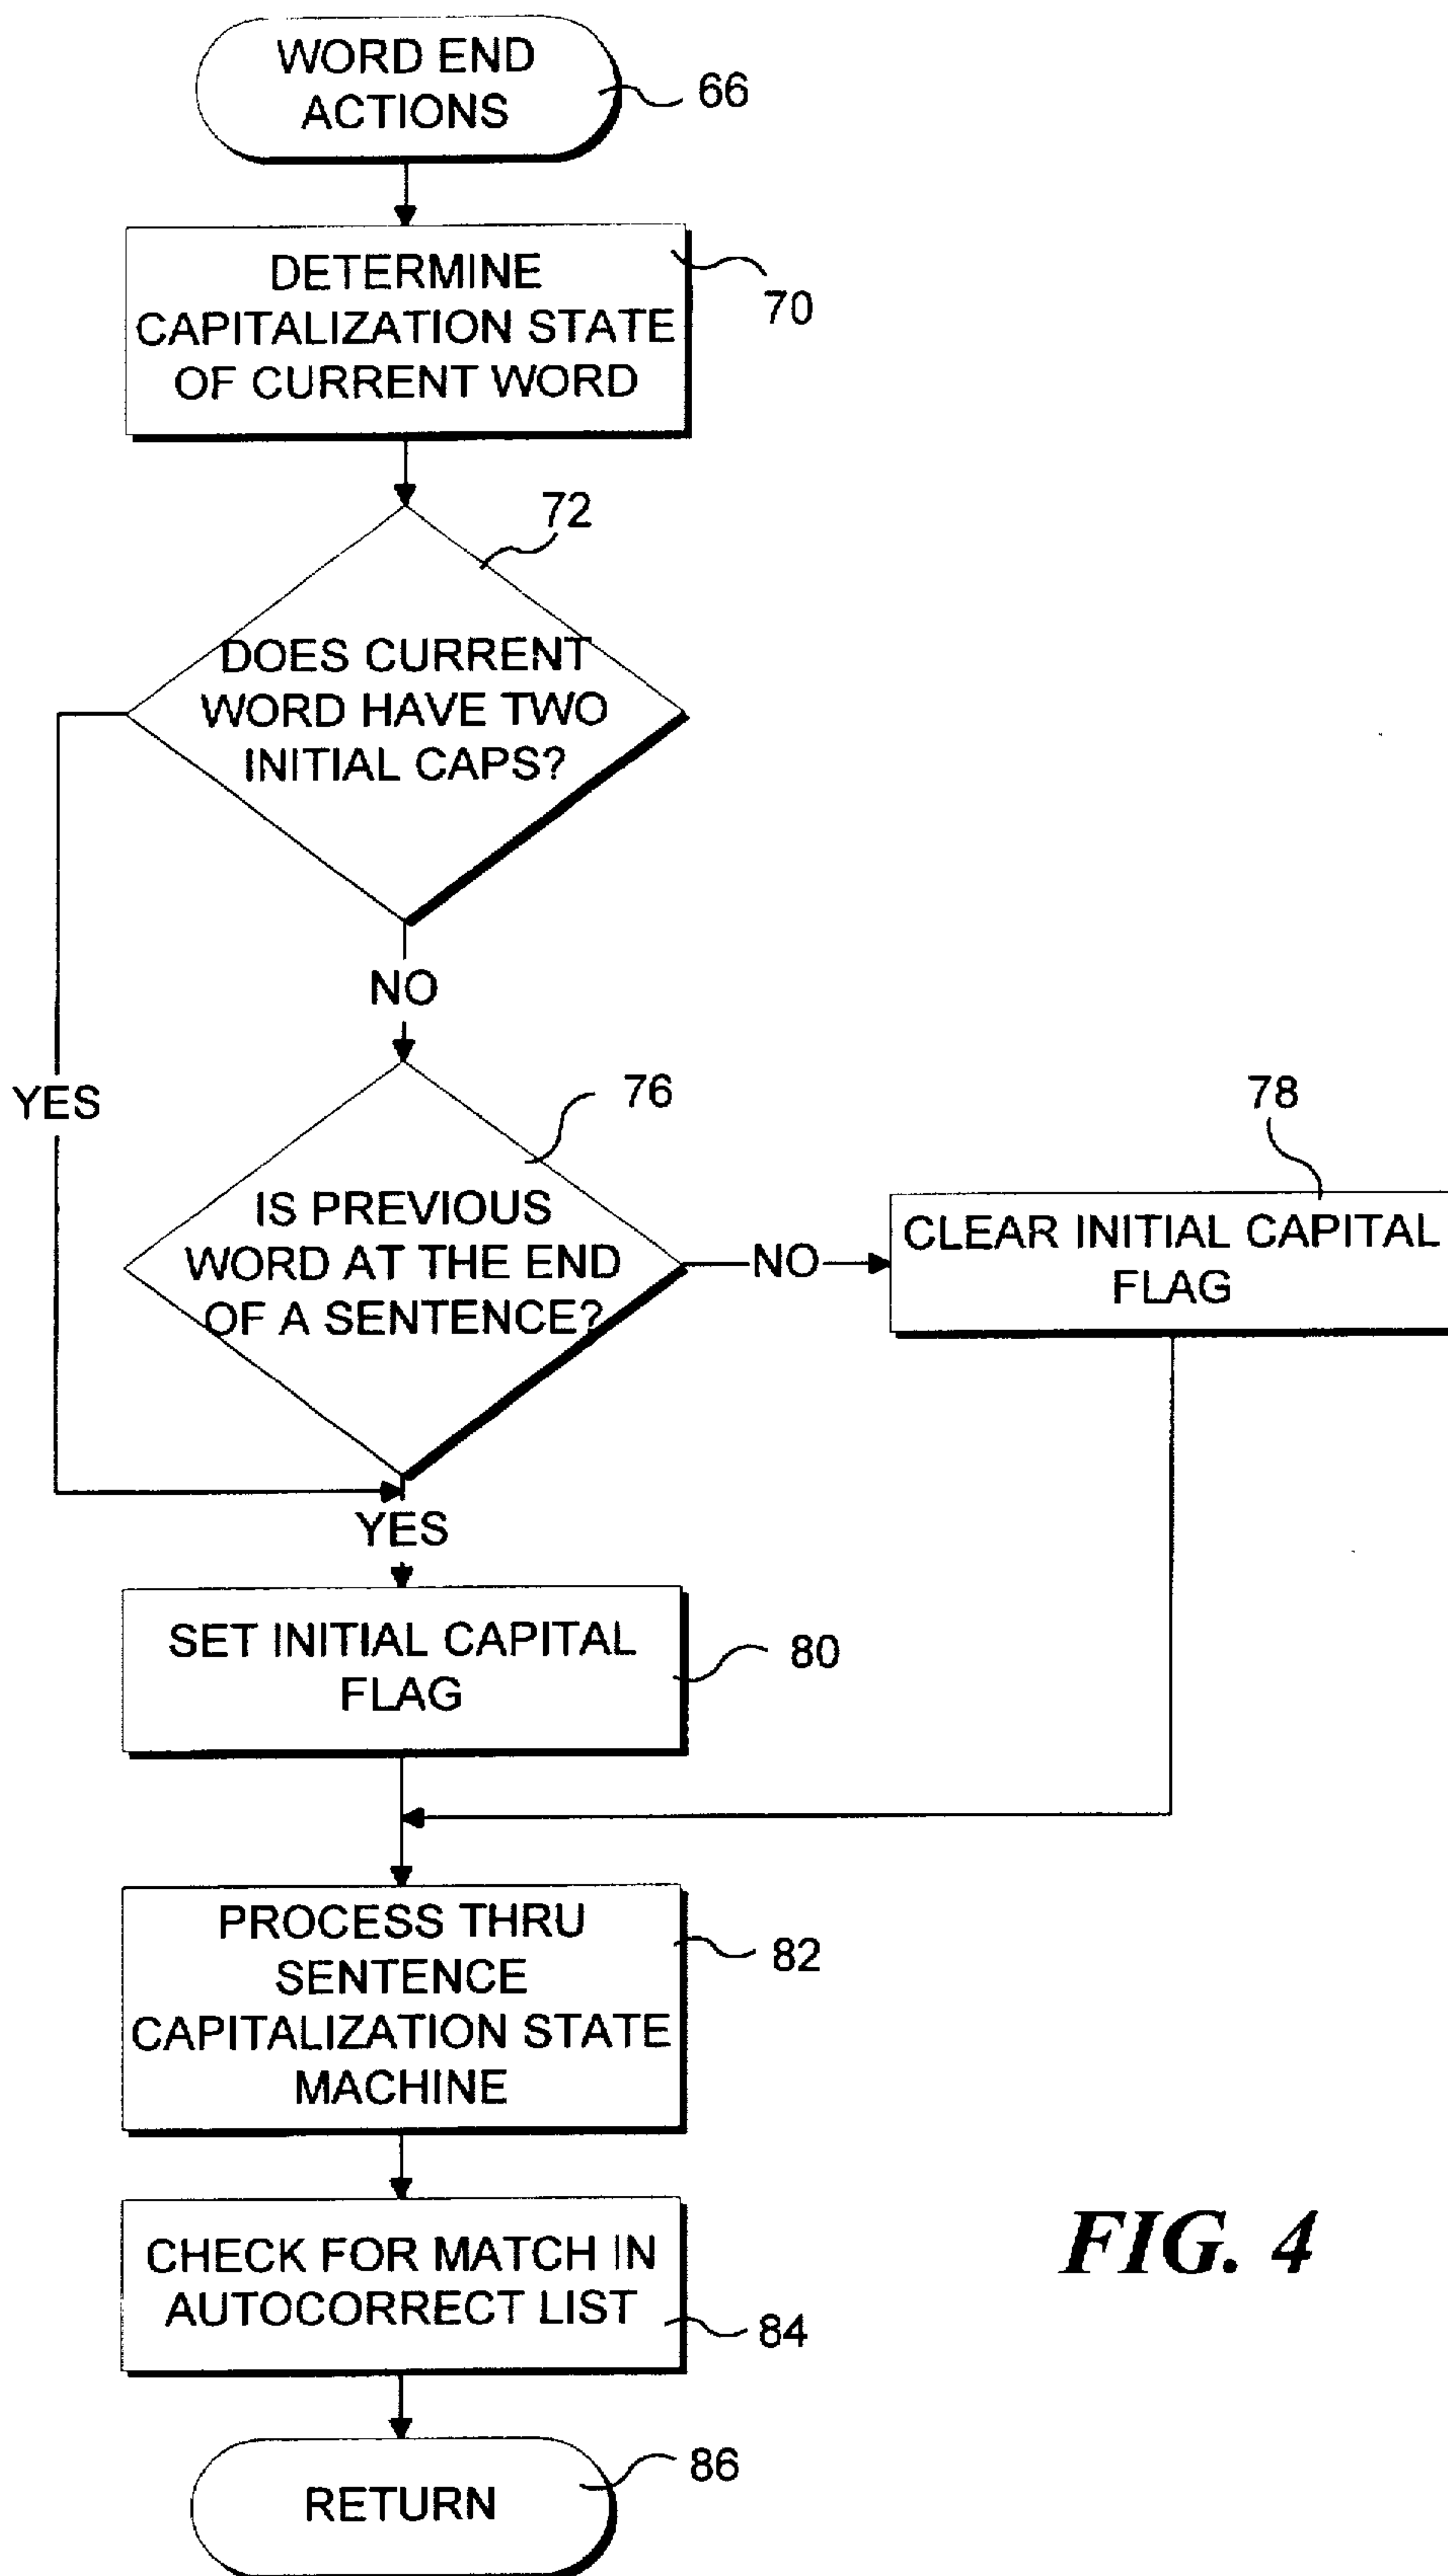 WORD END
ACTIONS
66
DETERMINE
CAPITALIZATION STATE
OF CURRENT WORD
70
72
DOES CURRENT
WORD HAVE TWO
INITIAL CAPS?
NO
YES
76
IS PREVIOUS
WORD AT THE END
OF A SENTENCE?
NO
78
CLEAR INITIAL CAPITAL
FLAG
YES
SET INITIAL CAPITAL
FLAG
80
PROCESS THRU
SENTENCE
CAPITALIZATION STATE
MACHINE
82
CHECK FOR MATCH IN
AUTOCORRECT LIST
84
RETURN
86
FIG. 4